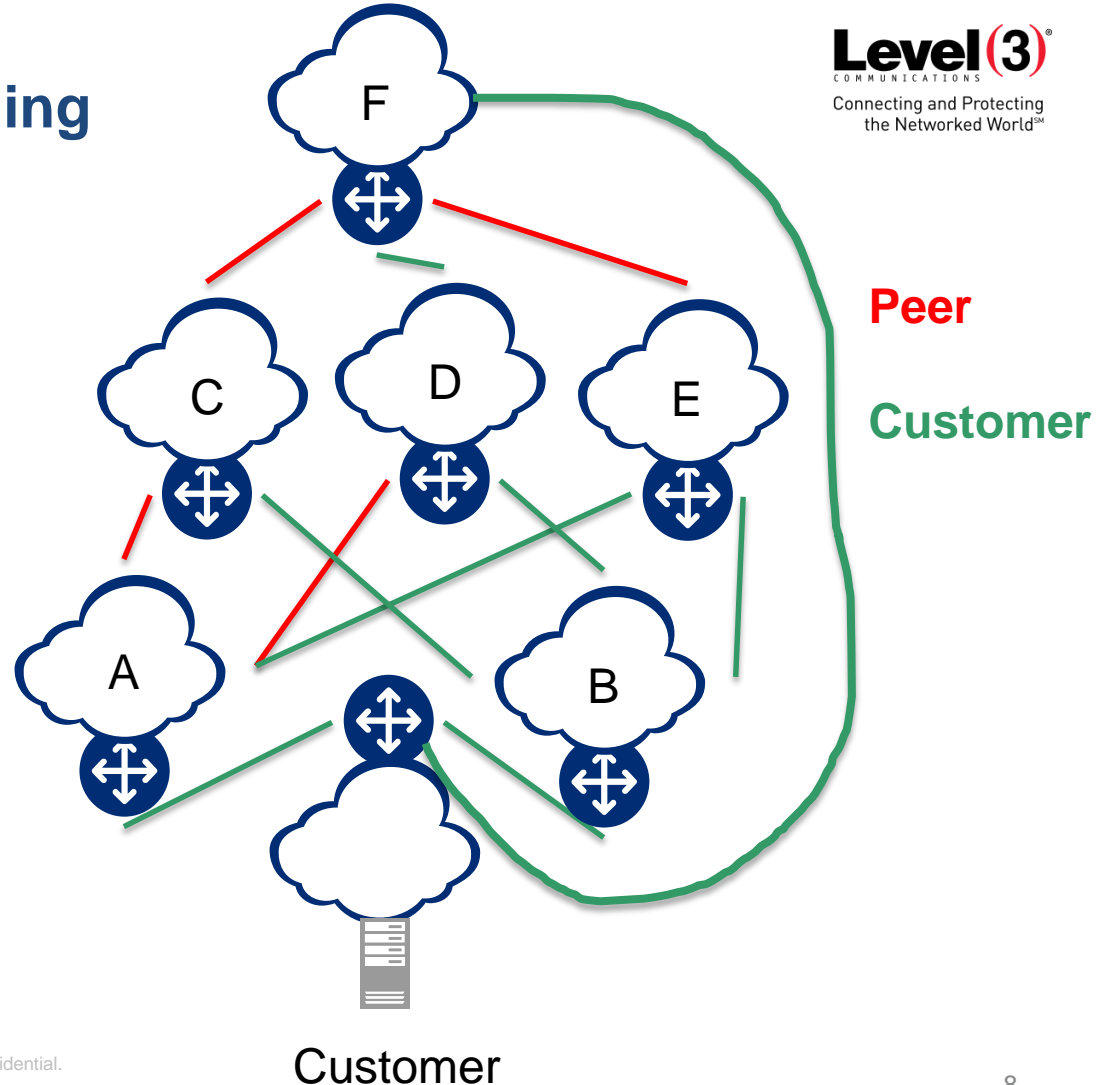 ing
Level(3)®
COMMUNICATIONS
Connecting and Protecting
the Networked World℠
F
Peer
C
D
E
Customer
A
B
Customer
idential.